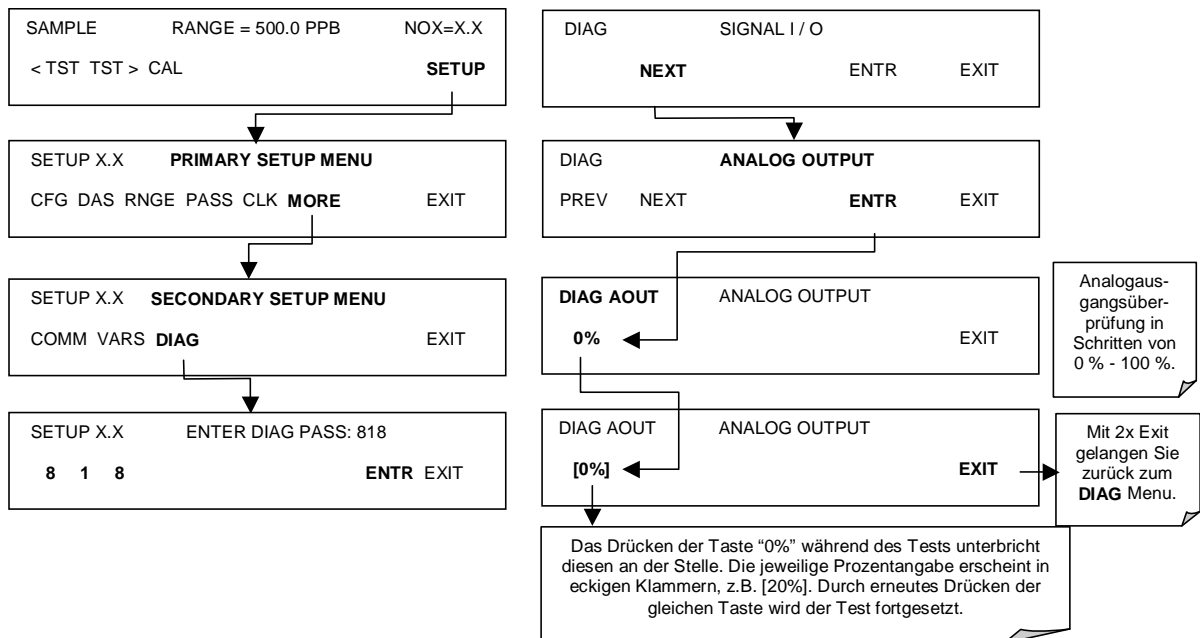 SAMPLE RANGE = 500.0 PPB NOX=X.X
< TST TST > CAL SETUP
SETUP X.X PRIMARY SETUP MENU
CFG DAS RNGE PASS CLK MORE EXIT
SETUP X.X SECONDARY SETUP MENU
COMM VARS DIAG EXIT
SETUP X.X ENTER DIAG PASS: 818
8 1 8 ENTR EXIT
DIAG SIGNAL I / O
NEXT ENTR EXIT
DIAG ANALOG OUTPUT
PREV NEXT ENTR EXIT
DIAG AOUT ANALOG OUTPUT
0% EXIT
Analogaus-
gangsüber-
prüfung in
Schritten von
0 % - 100 %.
DIAG AOUT ANALOG OUTPUT
[0%] EXIT
Mit 2x Exit
gelangen Sie
zurück zum
DIAG Menu.
Das Drücken der Taste “0%” während des Tests unterbricht
diesen an der Stelle. Die jeweilige Prozentangabe erscheint in
eckigen Klammern, z.B. [20%]. Durch erneutes Drücken der
gleichen Taste wird der Test fortgesetzt.